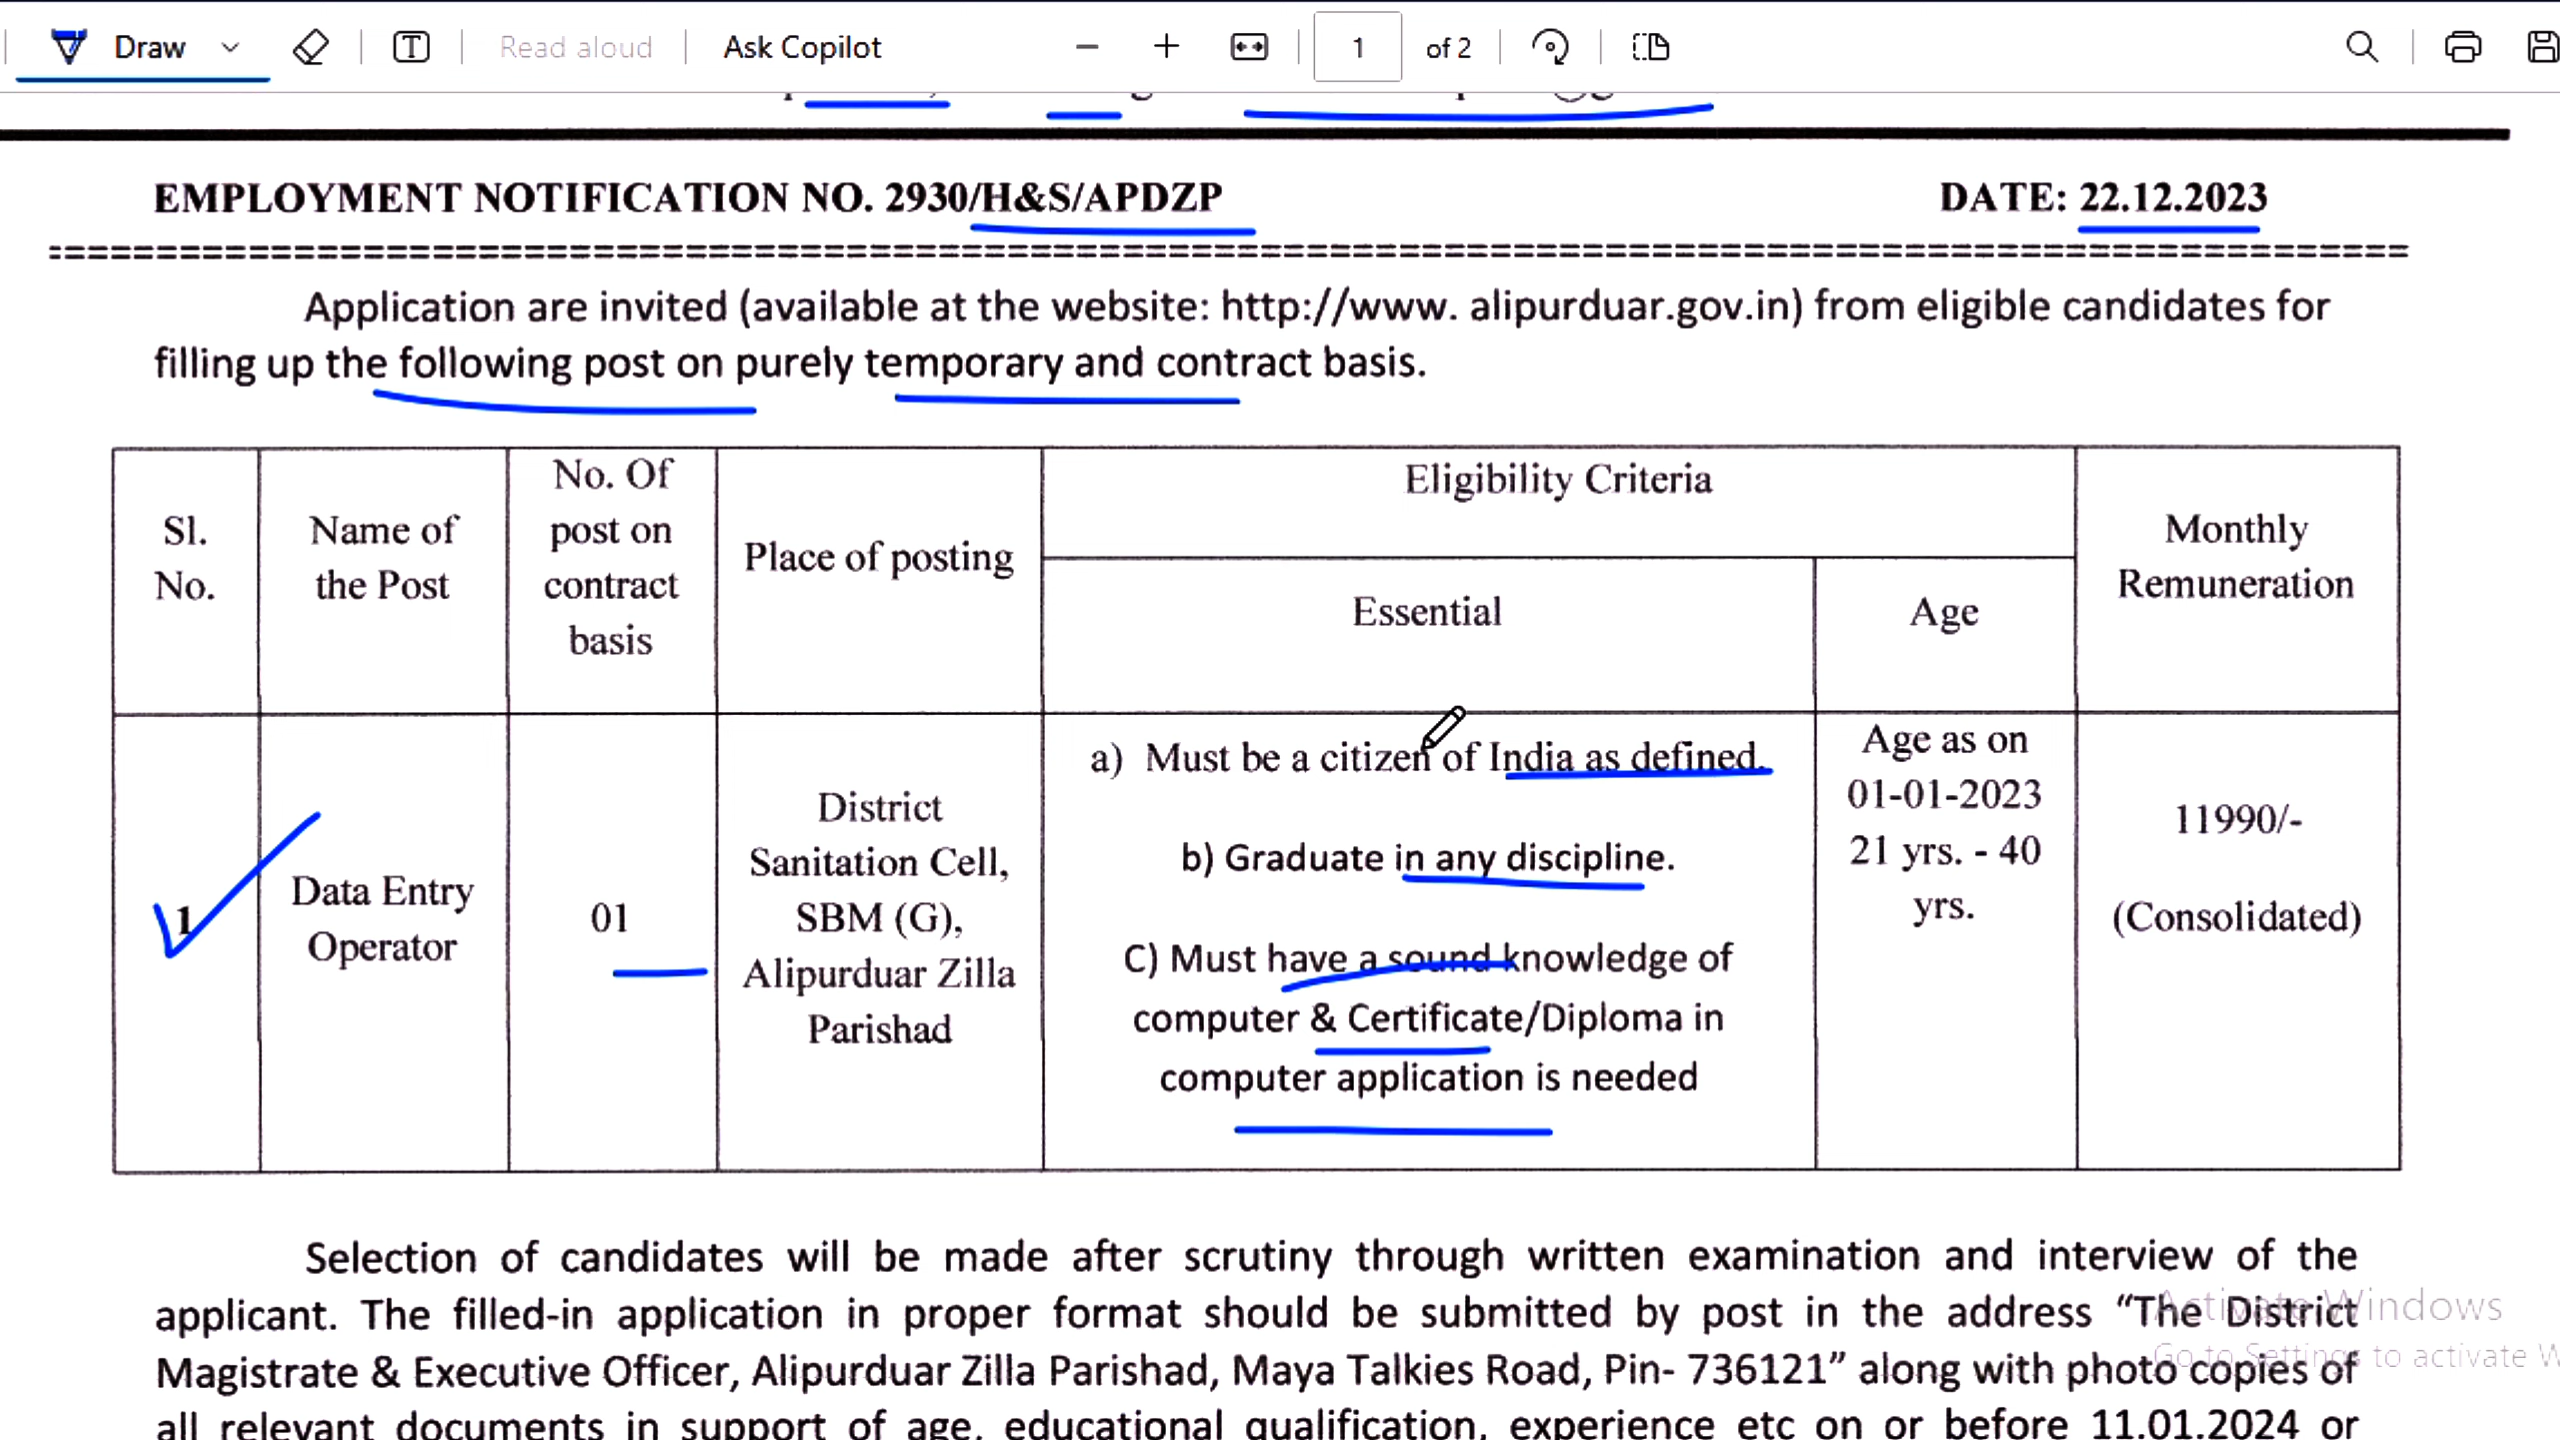 Draw
Read aloud
Ask Copilot
1
of 2
EMPLOYMENT NOTIFICATION NO. 2930/H&S/APDZP DATE: 22.12.2023
Application are invited (available at the website: http://www. alipurduar.gov.in) from eligible candidates for
filling up the following post on purely temporary and contract basis.
Sl.
No.
Name of
the Post
No. Of
post on
contract
basis
Place of posting
Eligibility Criteria
Essential
Age
Monthly
Remuneration
1
Data Entry
Operator
01
District
Sanitation Cell,
SBM (G),
Alipurduar Zilla
Parishad
a) Must be a citizen of India as defined.
b) Graduate in any discipline.
C) Must have a sound knowledge of
computer & Certificate/Diploma in
computer application is needed
Age as on
01-01-2023
21 yrs. - 40
yrs.
11990/-
(Consolidated)
Selection of candidates will be made after scrutiny through written examination and interview of the
applicant. The filled-in application in proper format should be submitted by post in the address “The District
Magistrate & Executive Officer, Alipurduar Zilla Parishad, Maya Talkies Road, Pin- 736121” along with photo copies of
all relevant documents in support of age, educational qualification, experience etc on or before 11.01.2024 or
Activate Windows
Go to Settings to activate W